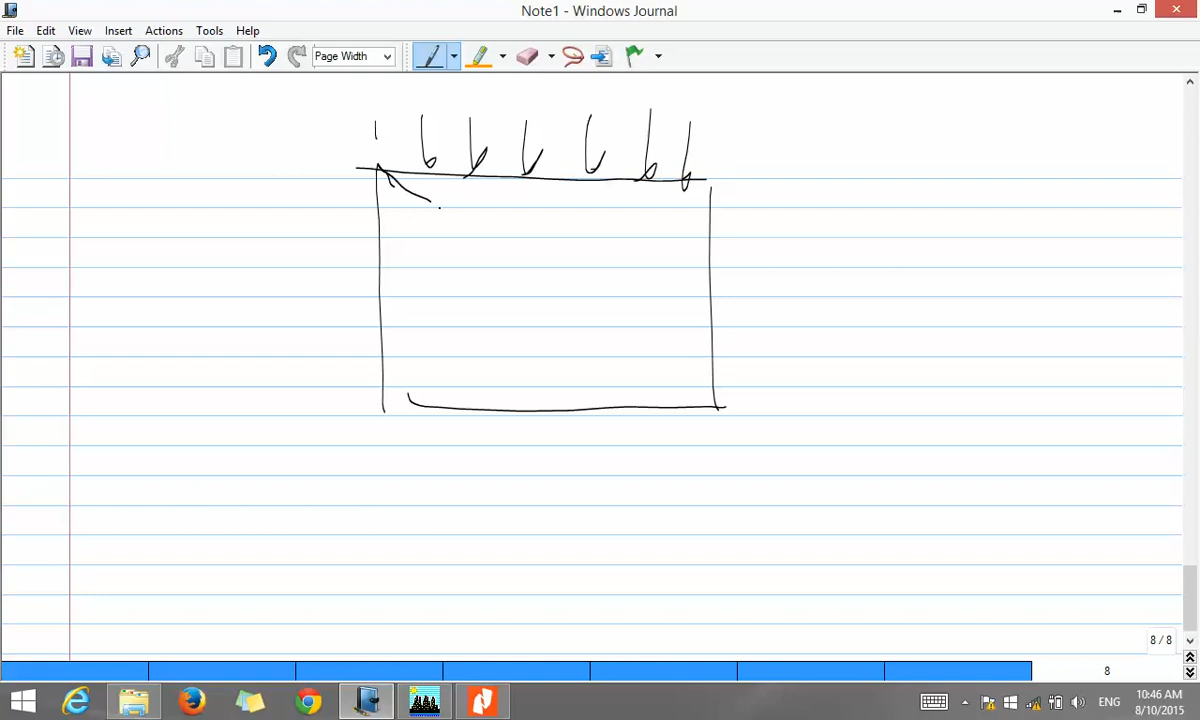 Note1 - Windows Journal
File Edit View Insert Actions Tools Help
Page Width
8 / 8
8
ENG
10:46 AM
8/10/2015